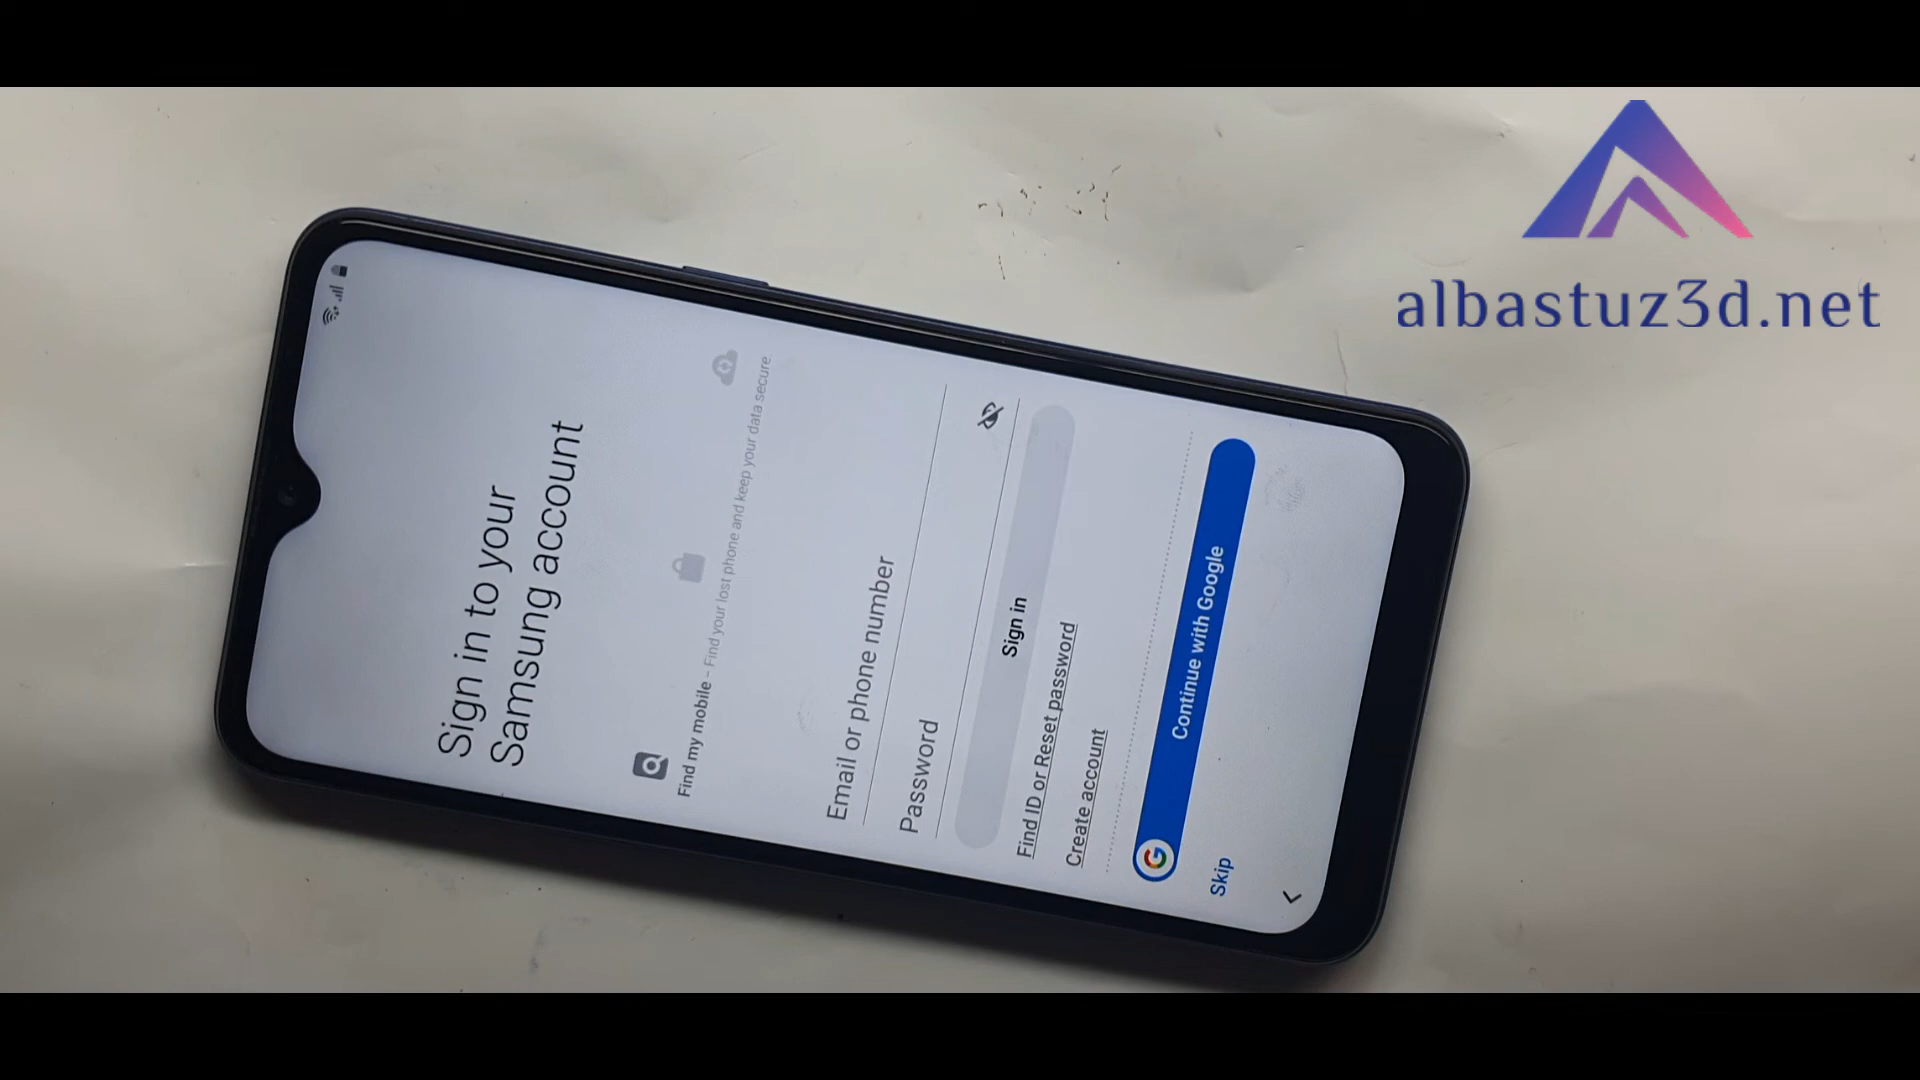 albastuz3d.net
Sign in to your
Samsung account
Find my mobile - Find your lost phone and keep your data secure.
Email or phone number
Password
Sign in
Find ID or Reset password
Create account
G Continue with Google
Skip